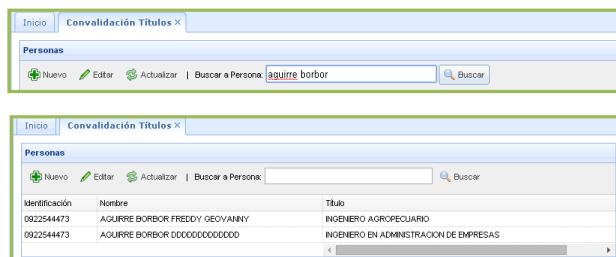 Inicio Convalidación Títulos ×
Personas
Nuevo Editar Actualizar | Buscar a Persona: aguirre borbor Buscar
Inicio Convalidación Títulos ×
Personas
Nuevo Editar Actualizar | Buscar a Persona: Buscar
Identificación Nombre Título
0922544473 AGUIRRE BORBOR FREDDY GEOVANNY INGENIERO AGROPECUARIO
0922544473 AGUIRRE BORBOR DDDDDDDDDDDDD INGENIERO EN ADMINISTRACION DE EMPRESAS